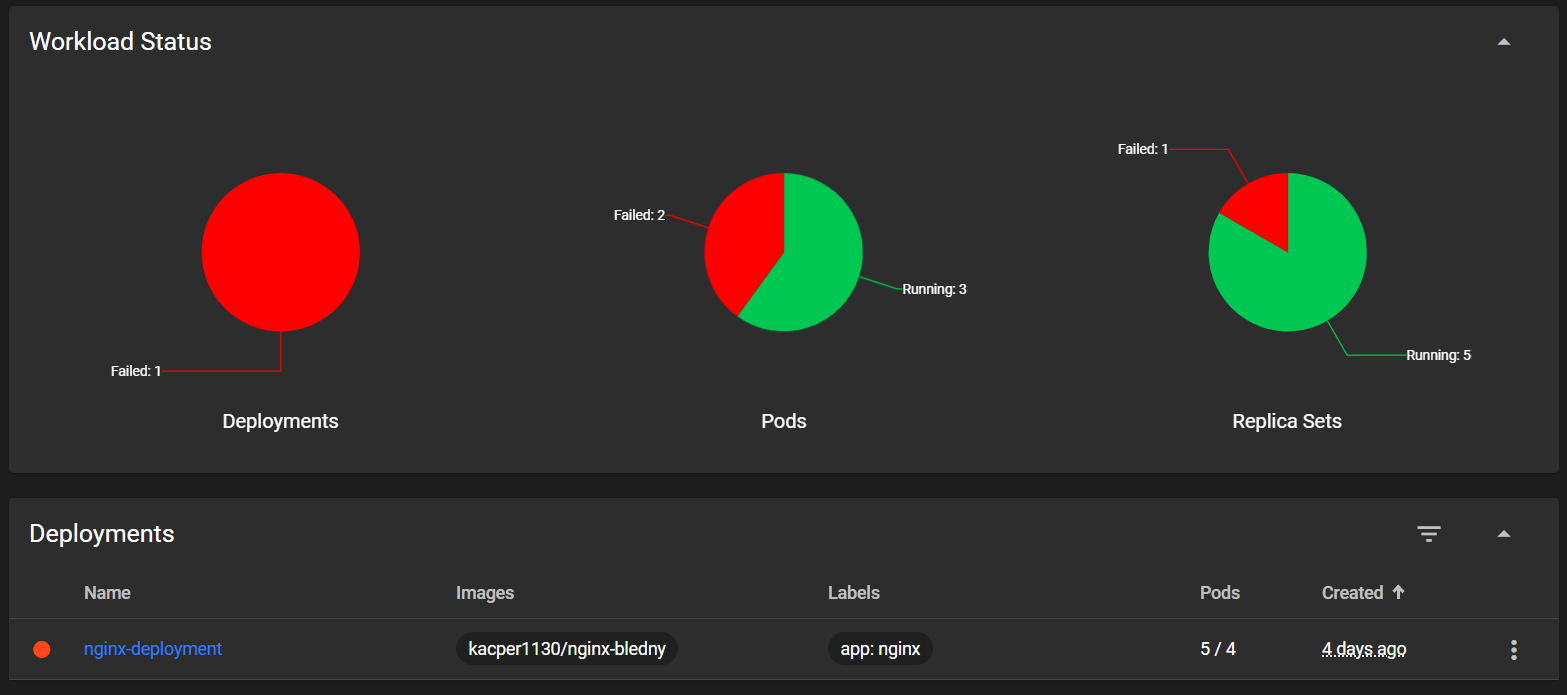 Workload Status
Failed: 1
Failed: 2
Running: 3
Running: 5
Failed: 1
Deployments
Pods
Replica Sets
Deployments
Name Images Labels Pods Created
nginx-deployment kacper1130/nginx-bledny app: nginx 5 / 4 4 days ago